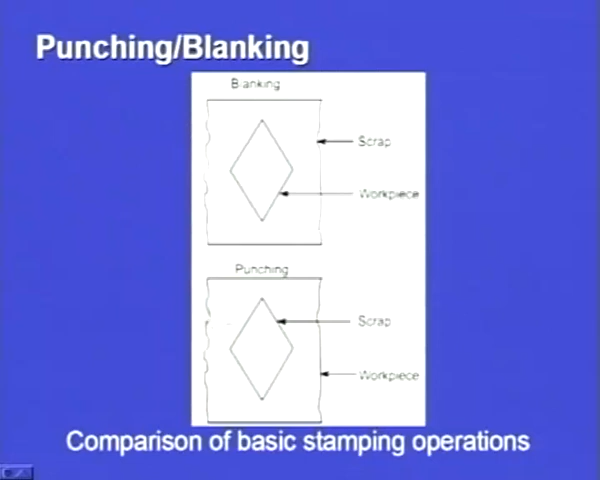 Punching/Blanking
Blanking
Scrap
Workpiece
Punching
Scrap
Workpiece
Comparison of basic stamping operations